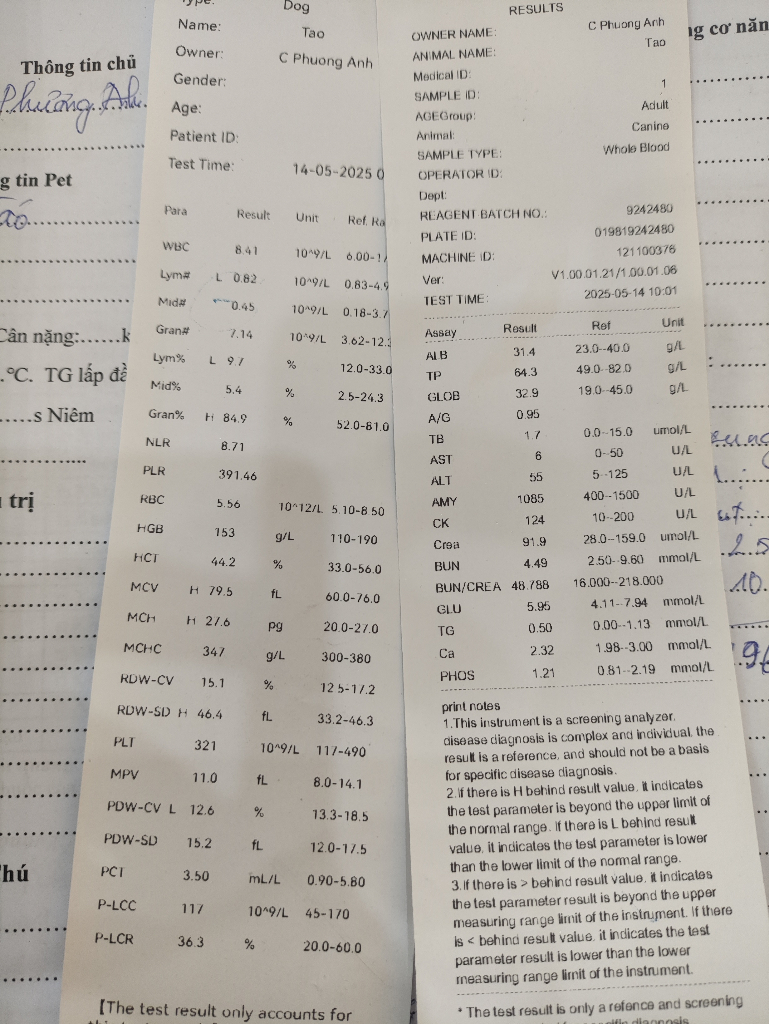 Thông tin chủ
Phương Anh
g tin Pet
Cân nặng:......k
.°C. TG lấp đầ
.....s Niêm
trị
hú
Type: Dog
Name: Tao
Owner: C Phuong Anh
Gender:
Age:
Patient ID:
Test Time: 14-05-2025 0
Para Result Unit Ref. Ra
WBC 8.41 10^9/L 6.00-17
Lym# L 0.82 10^9/L 0.83-4.9
Mid# 0.45 10^9/L 0.18-3.7
Gran# 7.14 10^9/L 3.62-12.3
Lym% L 9.7 % 12.0-33.0
Mid% 5.4 % 2.5-24.3
Gran% H 84.9 % 52.0-81.0
NLR 8.71
PLR 391.46
RBC 5.56 10^12/L 5.10-8.50
HGB 153 g/L 110-190
HCT 44.2 % 33.0-56.0
MCV H 79.5 fL 60.0-76.0
MCH H 27.6 pg 20.0-27.0
MCHC 347 g/L 300-380
RDW-CV 15.1 % 12.5-17.2
RDW-SD H 46.4 fL 33.2-46.3
PLT 321 10^9/L 117-490
MPV 11.0 fL 8.0-14.1
PDW-CV L 12.6 % 13.3-18.5
PDW-SD 15.2 fL 12.0-17.5
PCT 3.50 mL/L 0.90-5.80
P-LCC 117 10^9/L 45-170
P-LCR 36.3 % 20.0-60.0
【The test result only accounts for
RESULTS
OWNER NAME: C Phuong Anh
ANIMAL NAME: Tao
Medical ID:
SAMPLE ID: 1
AGEGroup: Adult
Animal: Canine
SAMPLE TYPE: Whole Blood
OPERATOR ID:
Dept:
REAGENT BATCH NO.: 9242480
PLATE ID: 019819242480
MACHINE ID: 121100376
Ver: V1.00.01.21/1.00.01.06
TEST TIME: 2025-05-14 10:01
Assay Result Ref Unit
ALB 31.4 23.0--40.0 g/L
TP 64.3 49.0--82.0 g/L
GLOB 32.9 19.0--45.0 g/L
A/G 0.95
TB 1.7 0.0--15.0 umol/L
AST 6 0--50 U/L
ALT 55 5--125 U/L
AMY 1085 400--1500 U/L
CK 124 10--200 U/L
Crea 91.9 28.0--159.0 umol/L
BUN 4.49 2.50--9.60 mmol/L
BUN/CREA 48.788 16.000--218.000
GLU 5.95 4.11--7.94 mmol/L
TG 0.50 0.00--1.13 mmol/L
Ca 2.32 1.98--3.00 mmol/L
PHOS 1.21 0.81--2.19 mmol/L
print notes
1.This instrument is a screening analyzer,
disease diagnosis is complex and individual, the
result is a reference, and should not be a basis
for specific disease diagnosis.
2.If there is H behind result value, it indicates
the test parameter is beyond the upper limit of
the normal range. If there is L behind result
value, it indicates the test parameter is lower
than the lower limit of the normal range.
3.If there is > behind result value, it indicates
the test parameter result is beyond the upper
measuring range limit of the instrument. If there
is < behind result value, it indicates the test
parameter result is lower than the lower
measuring range limit of the instrument.
* The test result is only a refence and screening
ng cơ năn
2.5
10.
96